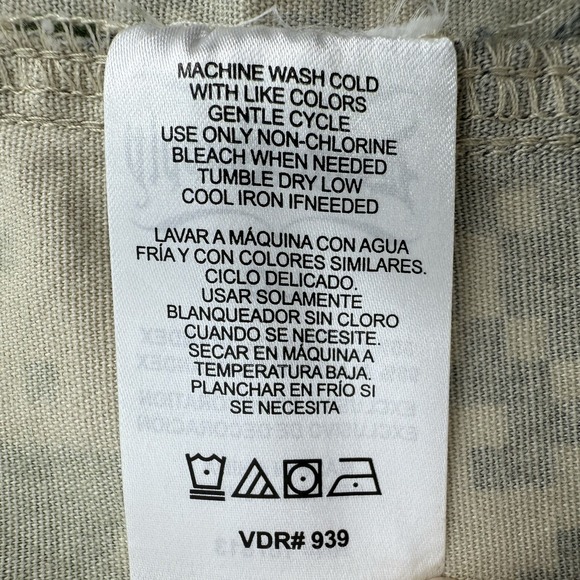 MACHINE WASH COLD
WITH LIKE COLORS
GENTLE CYCLE
USE ONLY NON-CHLORINE
BLEACH WHEN NEEDED
TUMBLE DRY LOW
COOL IRON IFNEEDED
LAVAR A MÁQUINA CON AGUA
FRÍA Y CON COLORES SIMILARES.
CICLO DELICADO.
USAR SOLAMENTE
BLANQUEADOR SIN CLORO
CUANDO SE NECESITE.
SECAR EN MÁQUINA A
TEMPERATURA BAJA.
PLANCHAR EN FRÍO SI
SE NECESITA
VDR# 939